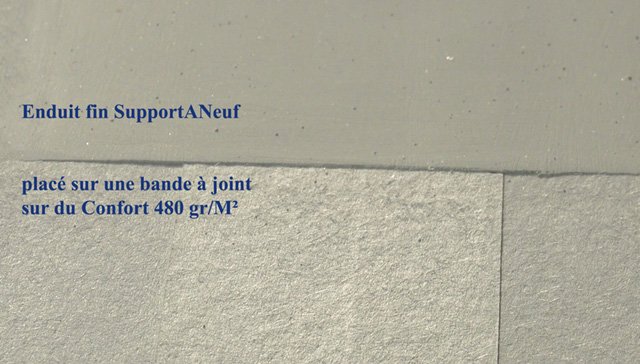 Enduit fin SupportANeuf
placé sur une bande à joint
sur du Confort 480 gr/M²